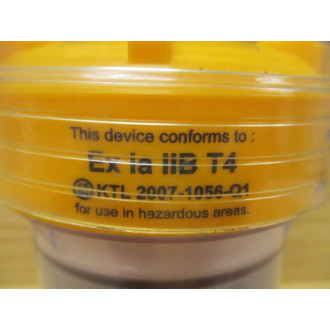 This device conforms to :
Ex ia IIB T4
KTL 2007-1056-Q1
for use in hazardous areas.